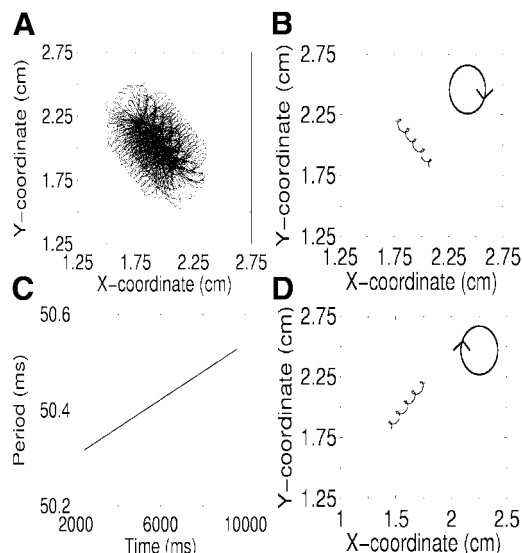 A
2.75
2.25
1.75
1.25
Y-coordinate (cm)
1.25 1.75 2.25 2.75
X-coordinate (cm)
B
2.75
2.25
1.75
1.25
Y-coordinate (cm)
1.25 1.75 2.25 2.75
X-coordinate (cm)
C
50.6
50.4
50.2
Period (ms)
2000 6000 10000
Time (ms)
D
2.75
2.25
1.75
1.25
Y-coordinate (cm)
1 1.5 2 2.5
X-coordinate (cm)